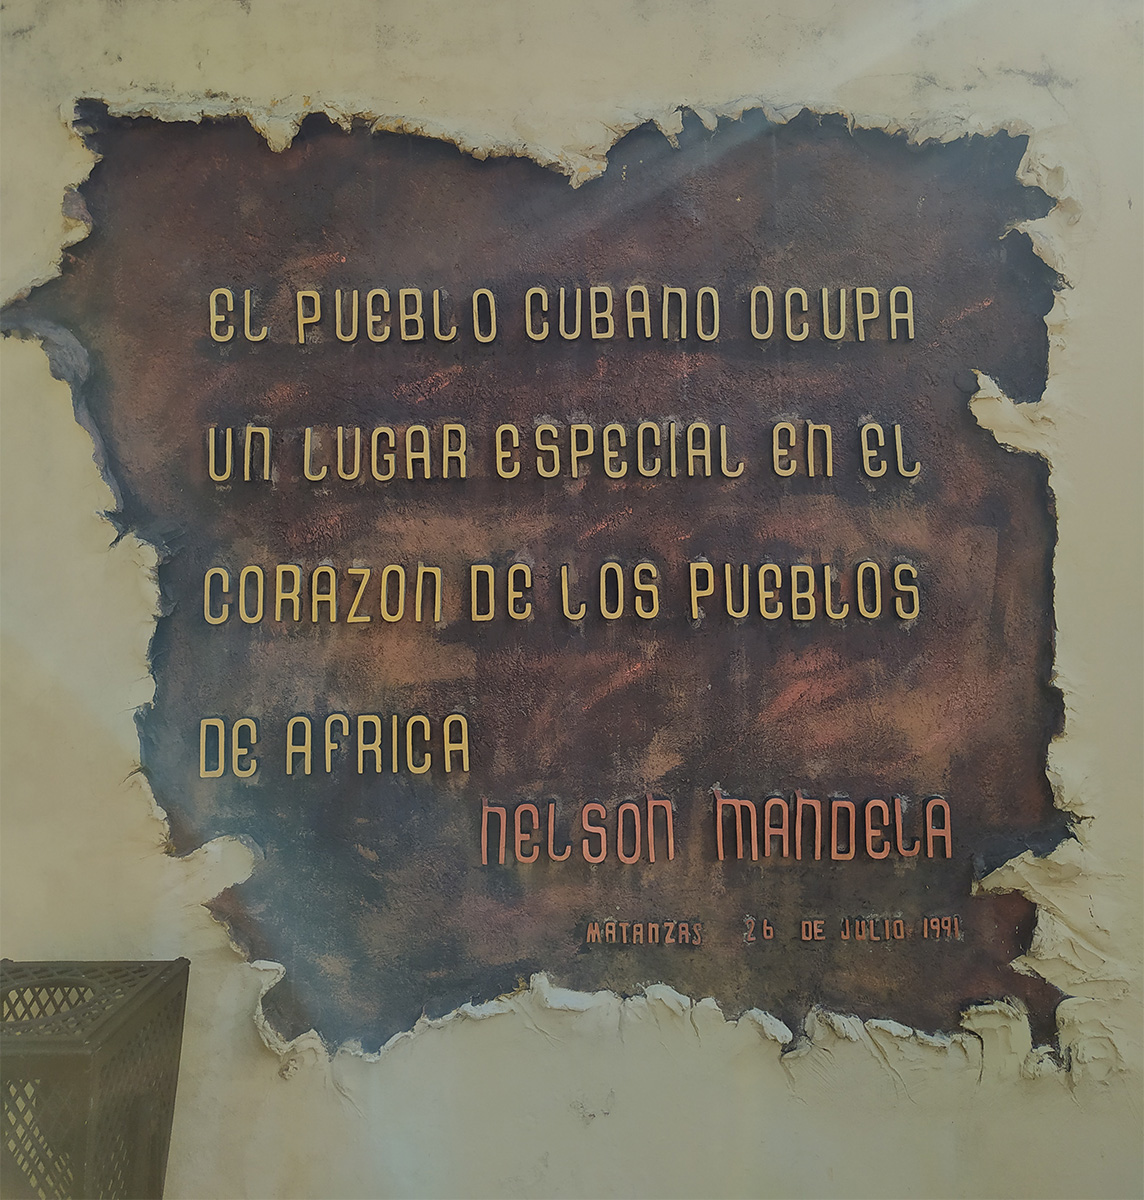 EL PUEBLO CUBANO OCUPA
UN LUGAR ESPECIAL EN EL
CORAZON DE LOS PUEBLOS
DE AFRICA
NELSON MANDELA
MATANZAS 26 DE JULIO 1991